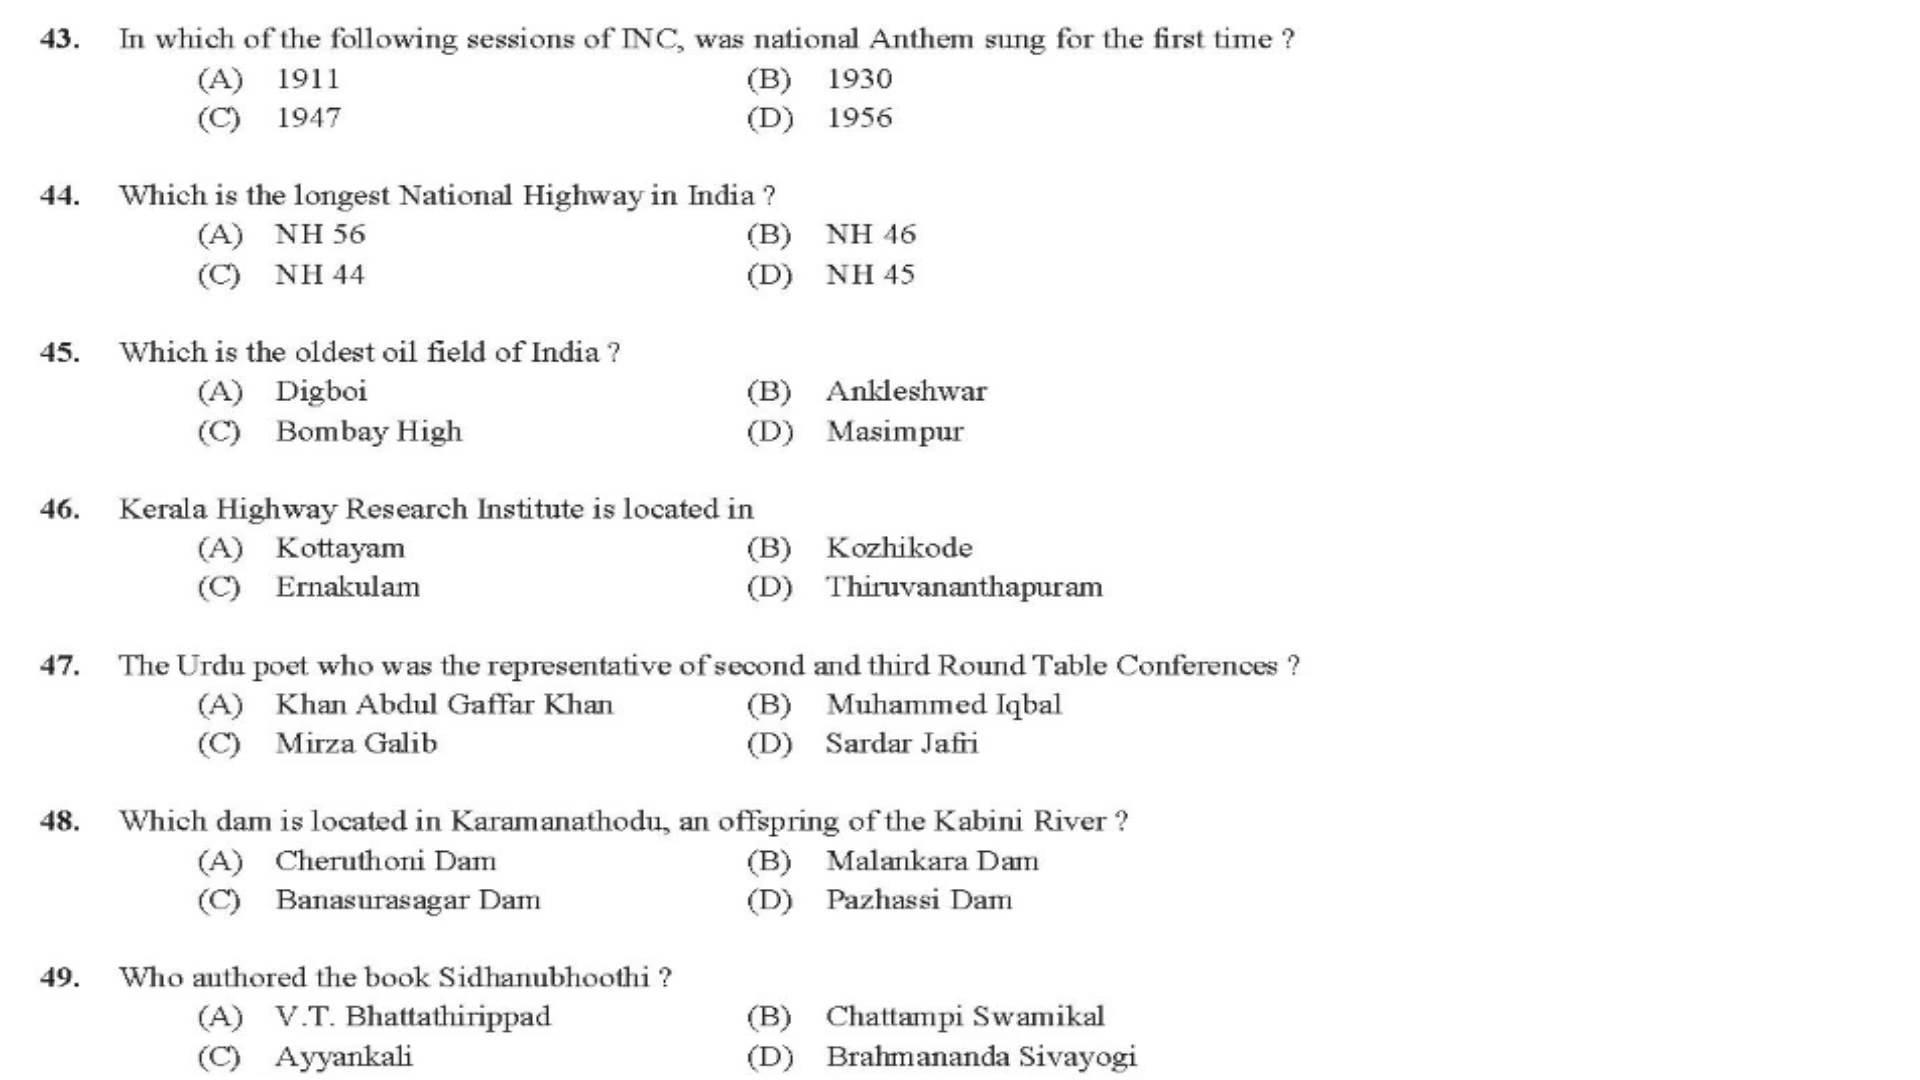 43. In which of the following sessions of INC, was national Anthem sung for the first time ?
(A) 1911 (B) 1930
(C) 1947 (D) 1956
44. Which is the longest National Highway in India ?
(A) NH 56 (B) NH 46
(C) NH 44 (D) NH 45
45. Which is the oldest oil field of India ?
(A) Digboi (B) Ankleshwar
(C) Bombay High (D) Masimpur
46. Kerala Highway Research Institute is located in
(A) Kottayam (B) Kozhikode
(C) Ernakulam (D) Thiruvananthapuram
47. The Urdu poet who was the representative of second and third Round Table Conferences ?
(A) Khan Abdul Gaffar Khan (B) Muhammed Iqbal
(C) Mirza Galib (D) Sardar Jafri
48. Which dam is located in Karamanathodu, an offspring of the Kabini River ?
(A) Cheruthoni Dam (B) Malankara Dam
(C) Banasurasagar Dam (D) Pazhassi Dam
49. Who authored the book Sidhanubhoothi ?
(A) V.T. Bhattathirippad (B) Chattampi Swamikal
(C) Ayyankali (D) Brahmananda Sivayogi